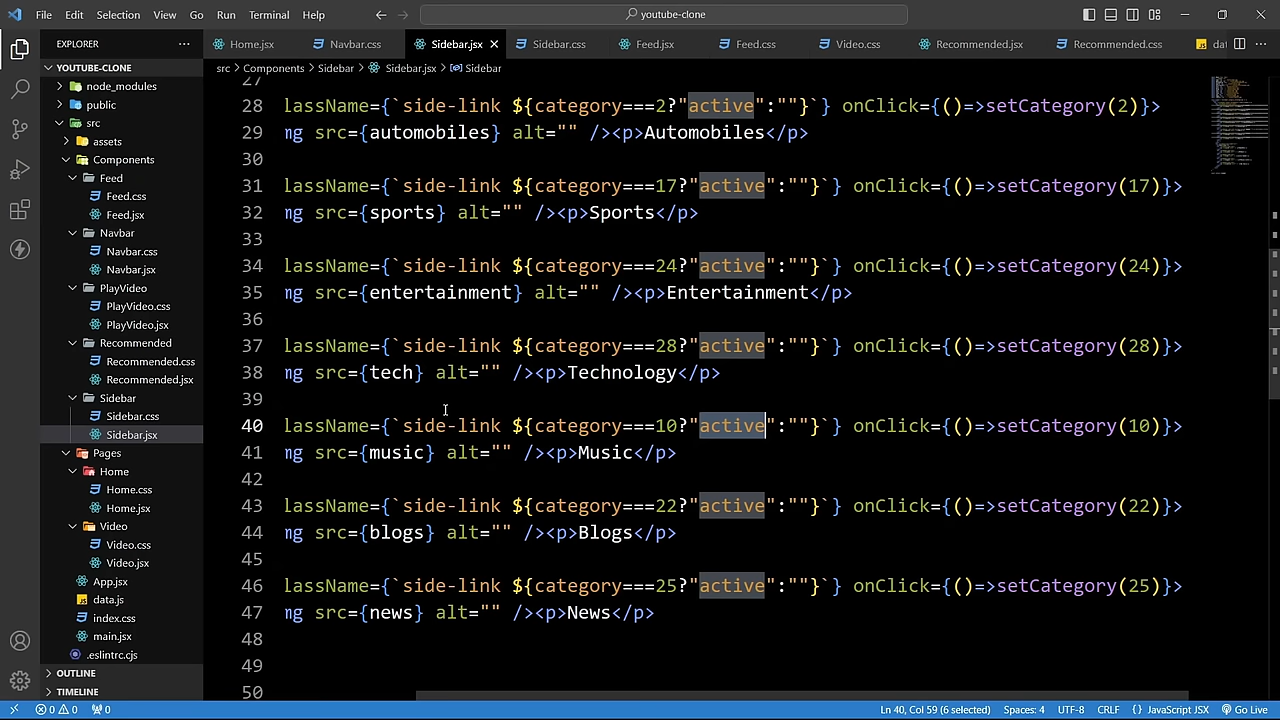 File Edit Selection View Go Run Terminal Help
youtube-clone
EXPLORER
YOUTUBE-CLONE
node_modules
public
src
assets
Components
Feed
Feed.css
Feed.jsx
Navbar
Navbar.css
Navbar.jsx
PlayVideo
PlayVideo.css
PlayVideo.jsx
Recommended
Recommended.css
Recommended.jsx
Sidebar
Sidebar.css
Sidebar.jsx
Pages
Home
Home.css
Home.jsx
Video
Video.css
Video.jsx
App.jsx
data.js
index.css
main.jsx
.eslintrc.cjs
OUTLINE
TIMELINE
Home.jsx Navbar.css Sidebar.jsx Sidebar.css Feed.jsx Feed.css Video.css Recommended.jsx Recommended.css dat
src > Components > Sidebar > Sidebar.jsx > Sidebar
27
28 lassName={`side-link ${category===2?"active":""}`} onClick={()=>setCategory(2)}>
29 ng src={automobiles} alt="" /><p>Automobiles</p>
30
31 lassName={`side-link ${category===17?"active":""}`} onClick={()=>setCategory(17)}>
32 ng src={sports} alt="" /><p>Sports</p>
33
34 lassName={`side-link ${category===24?"active":""}`} onClick={()=>setCategory(24)}>
35 ng src={entertainment} alt="" /><p>Entertainment</p>
36
37 lassName={`side-link ${category===28?"active":""}`} onClick={()=>setCategory(28)}>
38 ng src={tech} alt="" /><p>Technology</p>
39
40 lassName={`side-link ${category===10?"active":""}`} onClick={()=>setCategory(10)}>
41 ng src={music} alt="" /><p>Music</p>
42
43 lassName={`side-link ${category===22?"active":""}`} onClick={()=>setCategory(22)}>
44 ng src={blogs} alt="" /><p>Blogs</p>
45
46 lassName={`side-link ${category===25?"active":""}`} onClick={()=>setCategory(25)}>
47 ng src={news} alt="" /><p>News</p>
48
49
50
0 0 0 Ln 40, Col 59 (6 selected) Spaces: 4 UTF-8 CRLF {} JavaScript JSX Go Live